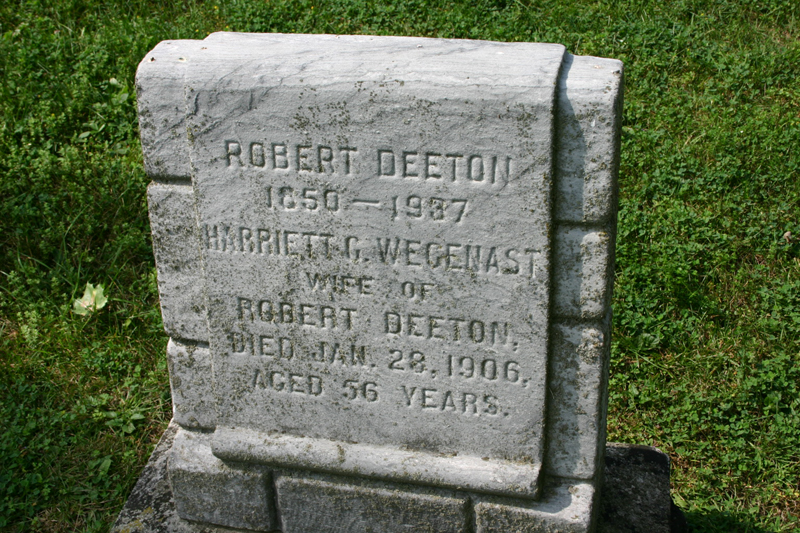 ROBERT DEETON
1850 — 1937
HARRIETT G. WEGENAST
WIFE OF
ROBERT DEETON,
DIED JAN. 28, 1906,
AGED 56 YEARS.